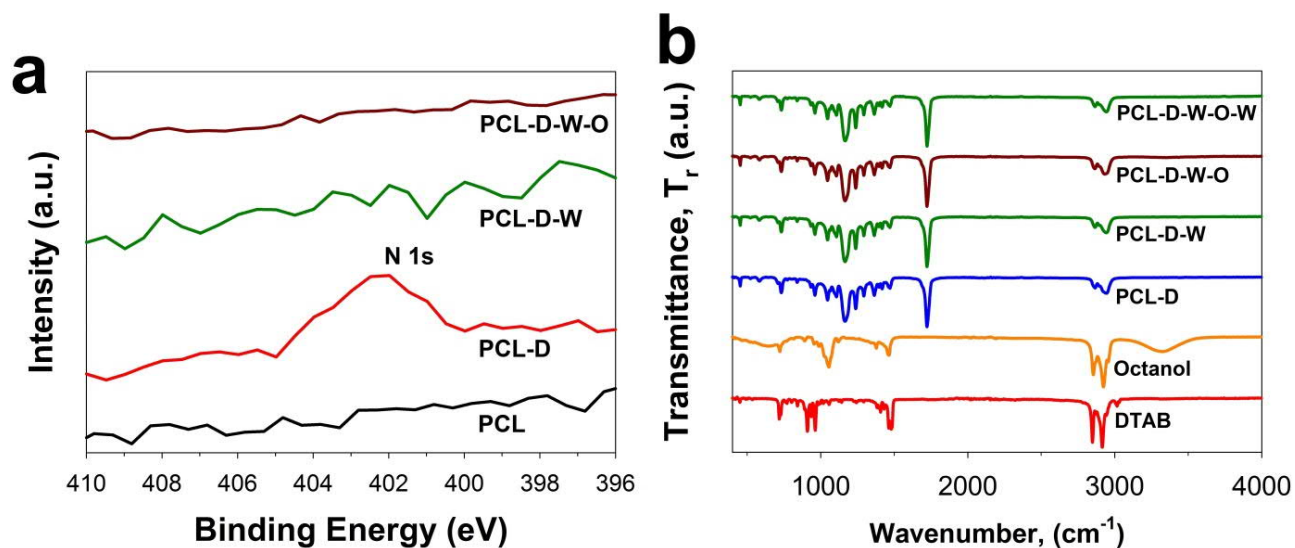 a
PCL-D-W-O
PCL-D-W
N 1s
PCL-D
PCL
Intensity (a.u.)
410 408 406 404 402 400 398 396
Binding Energy (eV)
b
PCL-D-W-O-W
PCL-D-W-O
PCL-D-W
PCL-D
Octanol
DTAB
Transmittance, Tr (a.u.)
1000 2000 3000 4000
Wavenumber, (cm-1)